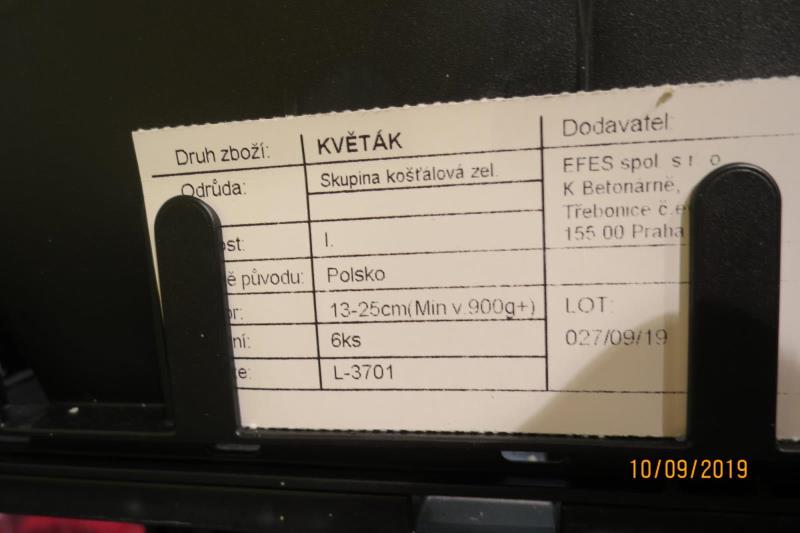 Druh zboží: KVĚTÁK
Odrůda: Skupina košťálová zel.
I.
původu: Polsko
13-25cm(Min v.900g+)
6ks
L-3701
Dodavatel:
EFES spol. s r o
K Betonárně,
Třebonice
155 00 Praha
LOT:
027/09/19
10/09/2019